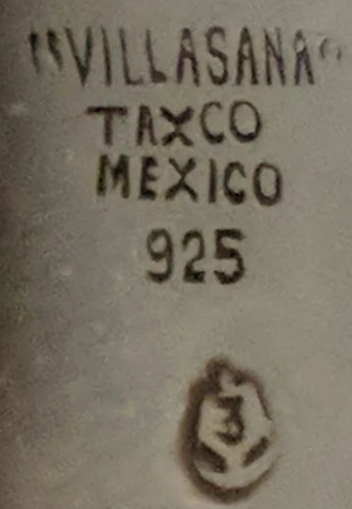 "VILLASANA"
TAXCO
MEXICO
925
3